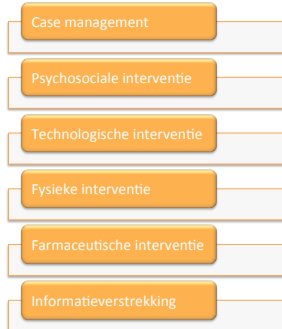 Case management
Psychosociale interventie
Technologische interventie
Fysieke interventie
Farmaceutische interventie
Informatieverstrekking